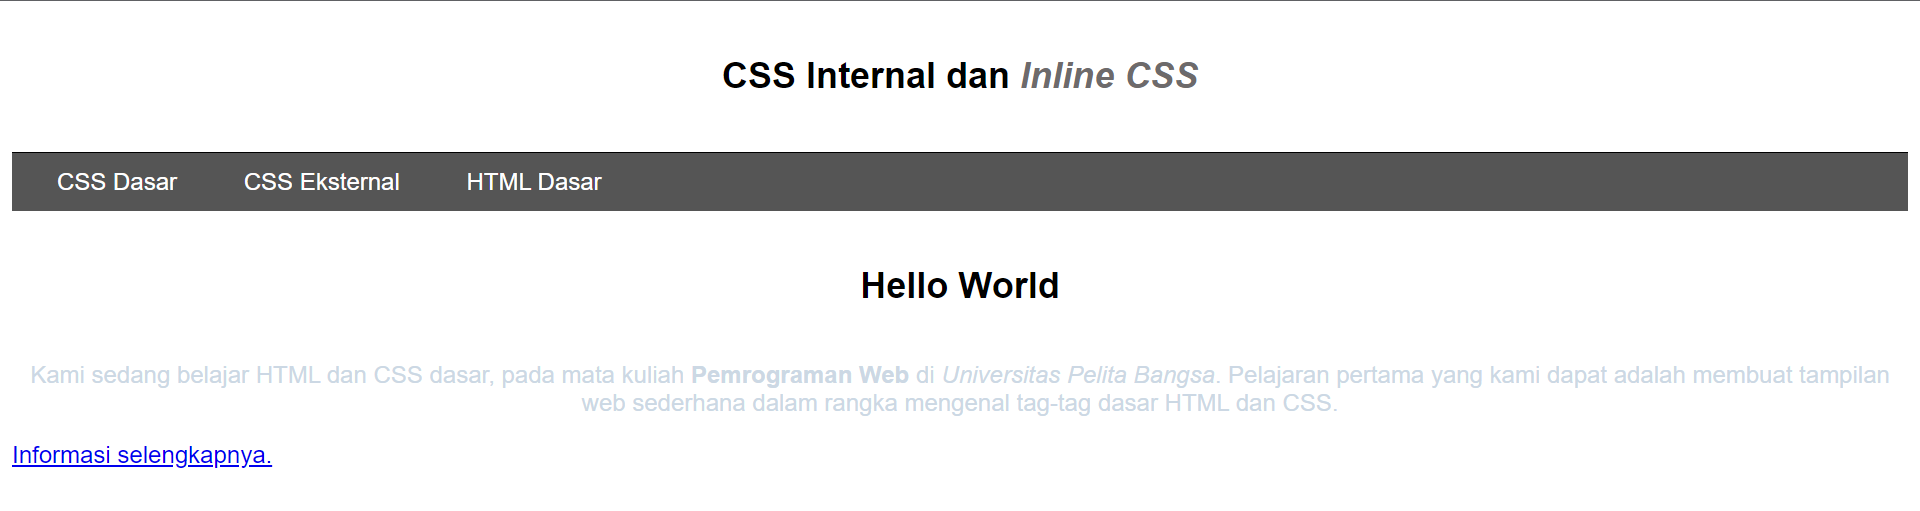 CSS Internal dan Inline CSS
CSS Dasar CSS Eksternal HTML Dasar
Hello World
Kami sedang belajar HTML dan CSS dasar, pada mata kuliah Pemrograman Web di Universitas Pelita Bangsa. Pelajaran pertama yang kami dapat adalah membuat tampilan
web sederhana dalam rangka mengenal tag-tag dasar HTML dan CSS.
Informasi selengkapnya.